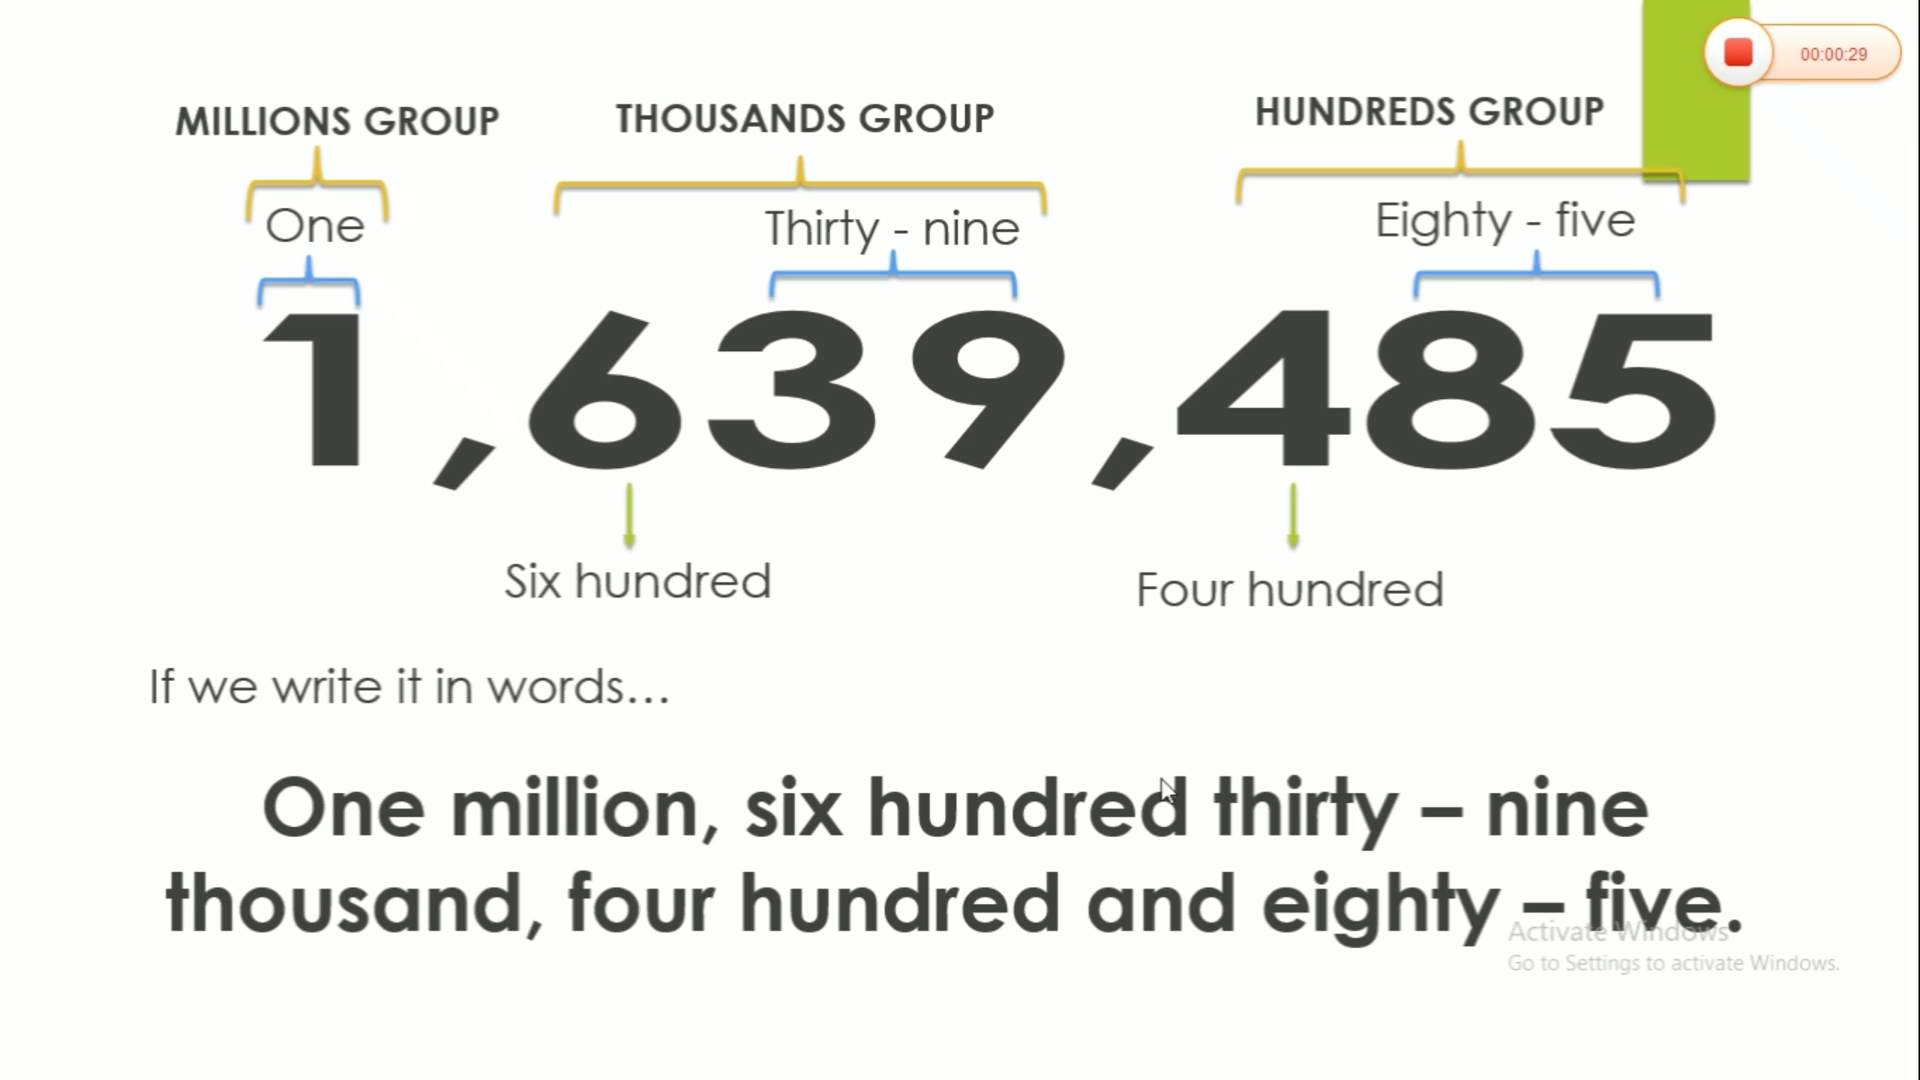 00:00:29
MILLIONS GROUP THOUSANDS GROUP HUNDREDS GROUP
One Thirty - nine Eighty - five
1,639,485
Six hundred Four hundred
If we write it in words...
One million, six hundred thirty – nine
thousand, four hundred and eighty – five.
Activate Windows
Go to Settings to activate Windows.